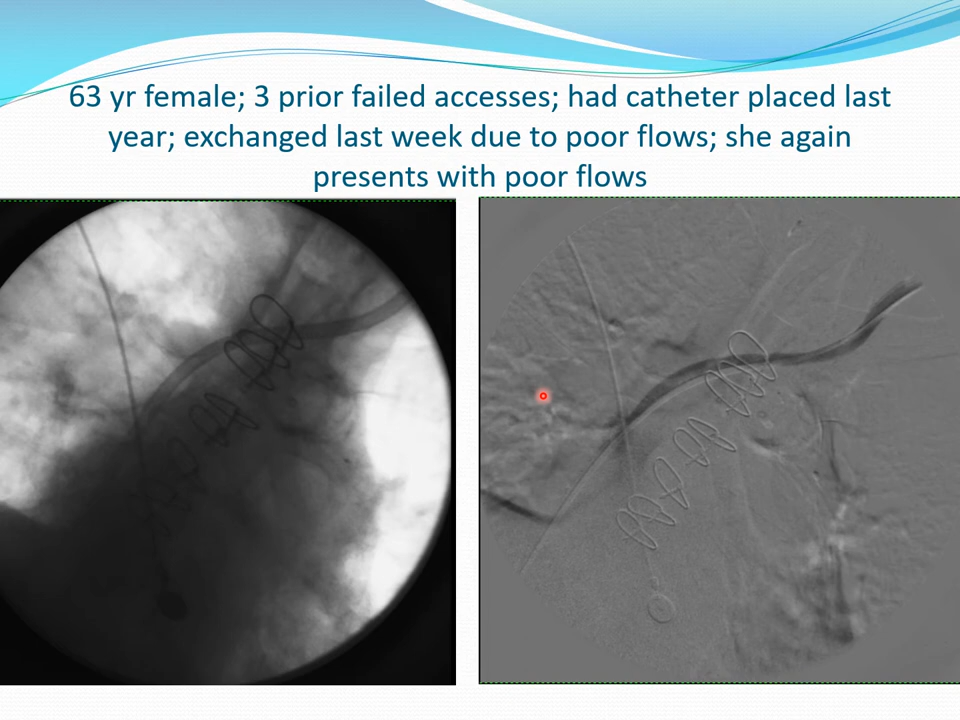 63 yr female; 3 prior failed accesses; had catheter placed last
year; exchanged last week due to poor flows; she again
presents with poor flows